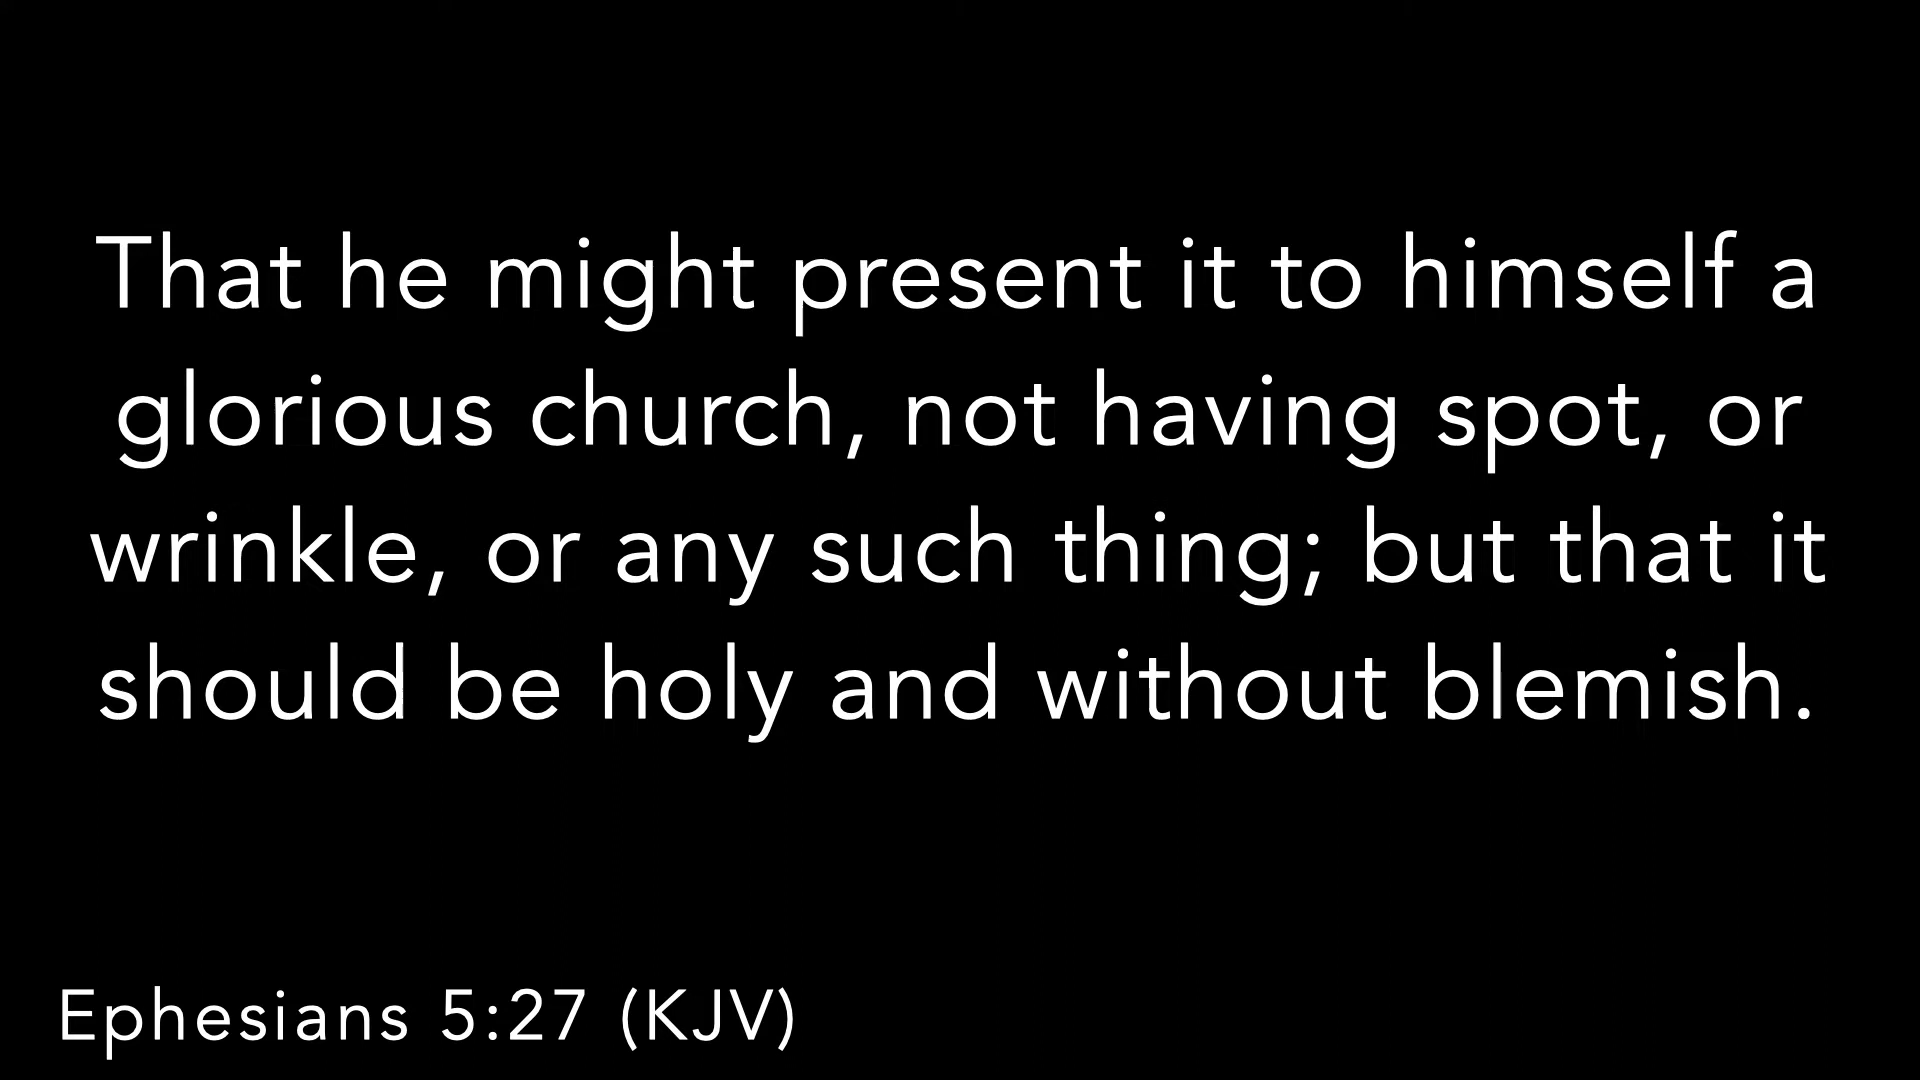 That he might present it to himself a
glorious church, not having spot, or
wrinkle, or any such thing; but that it
should be holy and without blemish.
Ephesians 5:27 (KJV)